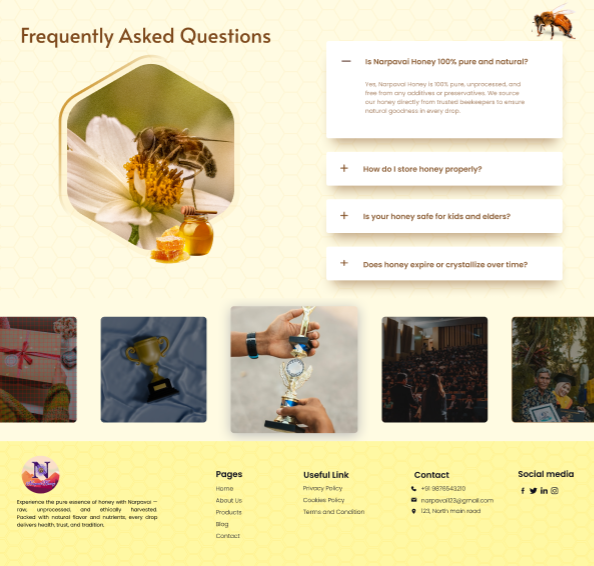 Frequently Asked Questions
Is Narpavai Honey 100% pure and natural?
Yes, Narpavai Honey is 100% pure, unprocessed, and
free from any additives or preservatives. We source
our honey directly from trusted beekeepers to ensure
natural goodness in every drop.
How do I store honey properly?
Is your honey safe for kids and elders?
Does honey expire or crystallize over time?
N
Experience the pure essence of honey with Narpavai —
raw, unprocessed, and ethically harvested.
Packed with natural flavor and nutrients, every drop
delivers health, trust, and tradition.
Pages
Home
About Us
Products
Blog
Contact
Useful Link
Privacy Policy
Cookies Policy
Terms and Condition
Contact
+91 9876543210
narpavai123@gmail.com
123, North main road
Social media